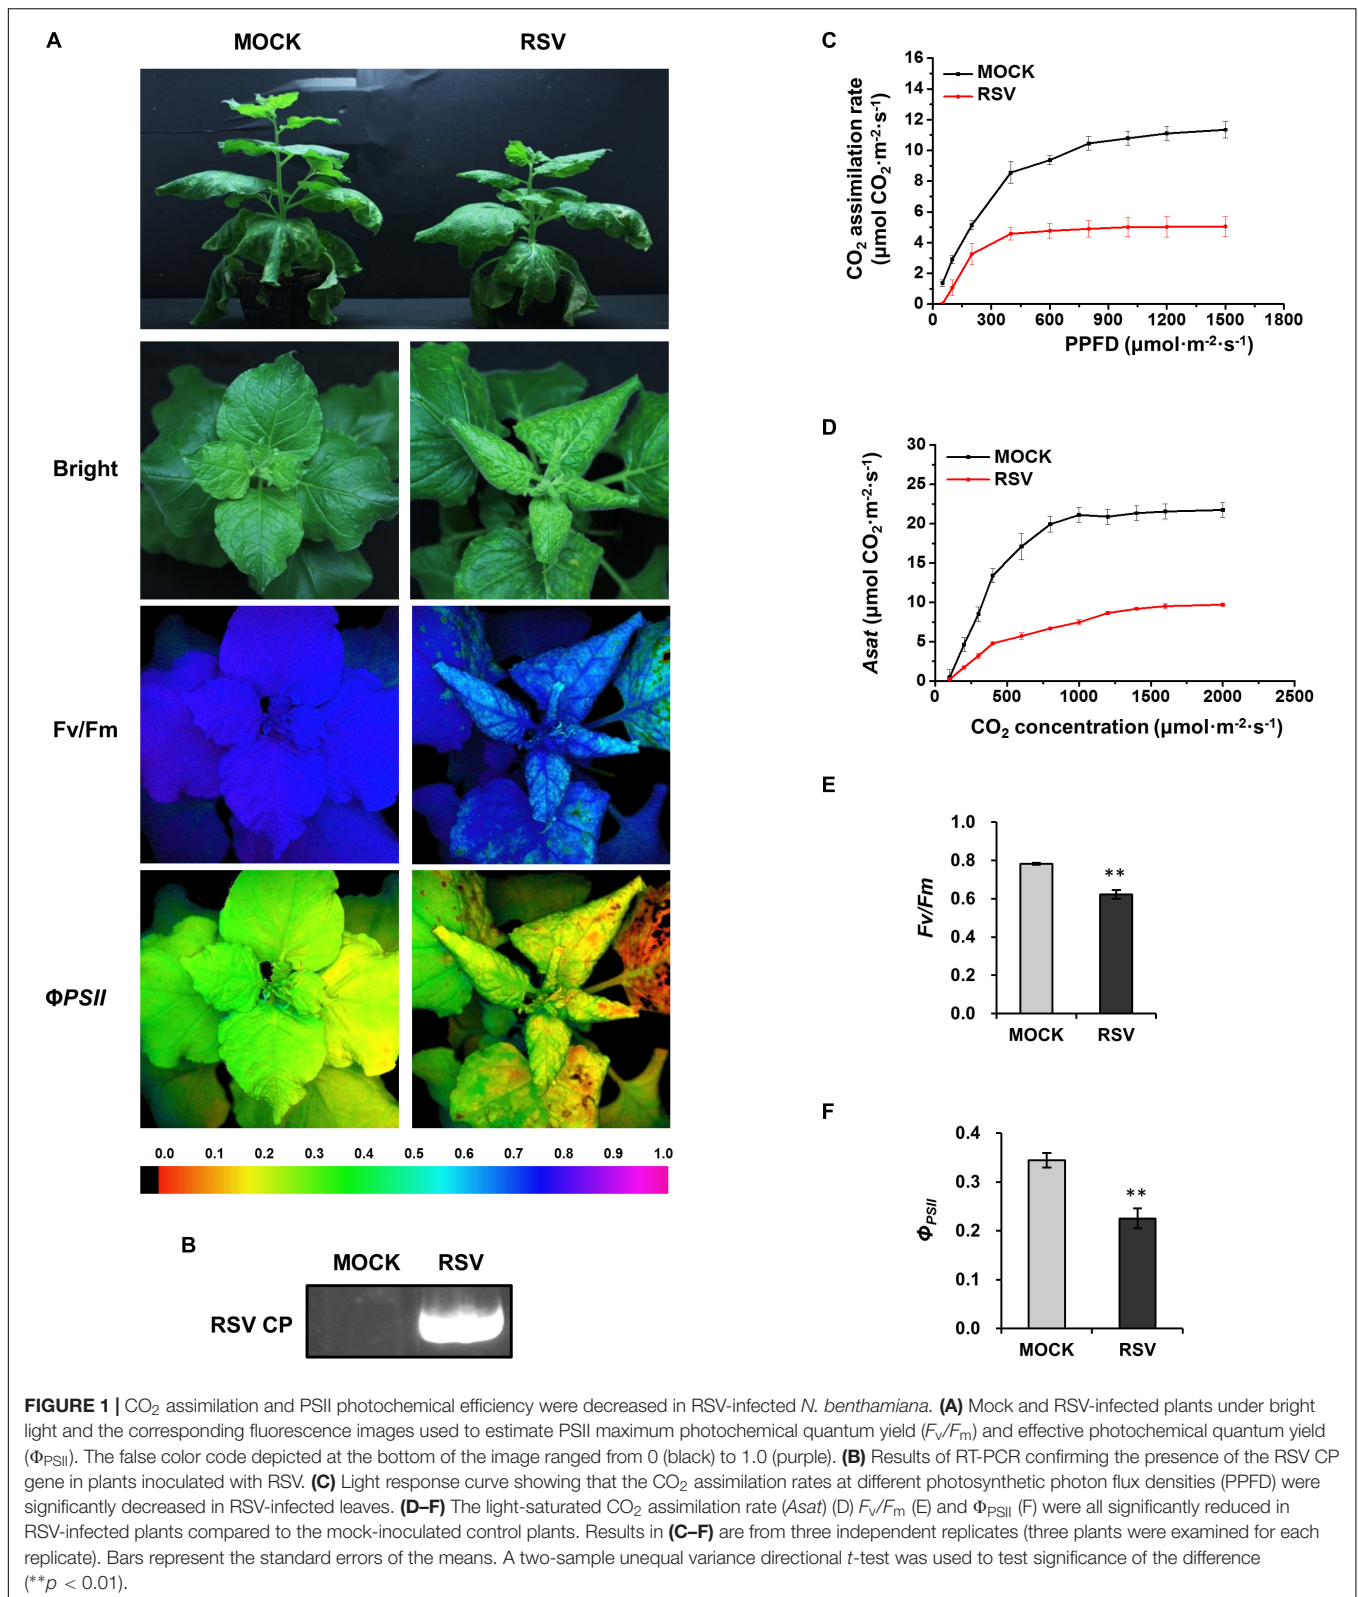 A
MOCK RSV
Bright
Fv/Fm
ΦPSII
0.0 0.1 0.2 0.3 0.4 0.5 0.6 0.7 0.8 0.9 1.0
B
MOCK RSV
RSV CP
C
16
14
12
10
8
6
4
2
0
CO2 assimilation rate
(μmol CO2·m-2·s-1)
MOCK
RSV
0 300 600 900 1200 1500 1800
PPFD (μmol·m-2·s-1)
D
30
25
20
15
10
5
0
Asat (μmol CO2·m-2·s-1)
MOCK
RSV
0 500 1000 1500 2000 2500
CO2 concentration (μmol·m-2·s-1)
E
1.0
0.8
0.6
0.4
0.2
0.0
Fv/Fm
**
MOCK RSV
F
0.4
0.3
0.2
0.1
0.0
ΦPSII
**
MOCK RSV
FIGURE 1 | CO2 assimilation and PSII photochemical efficiency were decreased in RSV-infected N. benthamiana. (A) Mock and RSV-infected plants under bright
light and the corresponding fluorescence images used to estimate PSII maximum photochemical quantum yield (Fv/Fm) and effective photochemical quantum yield
(ΦPSII). The false color code depicted at the bottom of the image ranged from 0 (black) to 1.0 (purple). (B) Results of RT-PCR confirming the presence of the RSV CP
gene in plants inoculated with RSV. (C) Light response curve showing that the CO2 assimilation rates at different photosynthetic photon flux densities (PPFD) were
significantly decreased in RSV-infected leaves. (D–F) The light-saturated CO2 assimilation rate (Asat) (D) Fv/Fm (E) and ΦPSII (F) were all significantly reduced in
RSV-infected plants compared to the mock-inoculated control plants. Results in (C–F) are from three independent replicates (three plants were examined for each
replicate). Bars represent the standard errors of the means. A two-sample unequal variance directional t-test was used to test significance of the difference
(**p < 0.01).